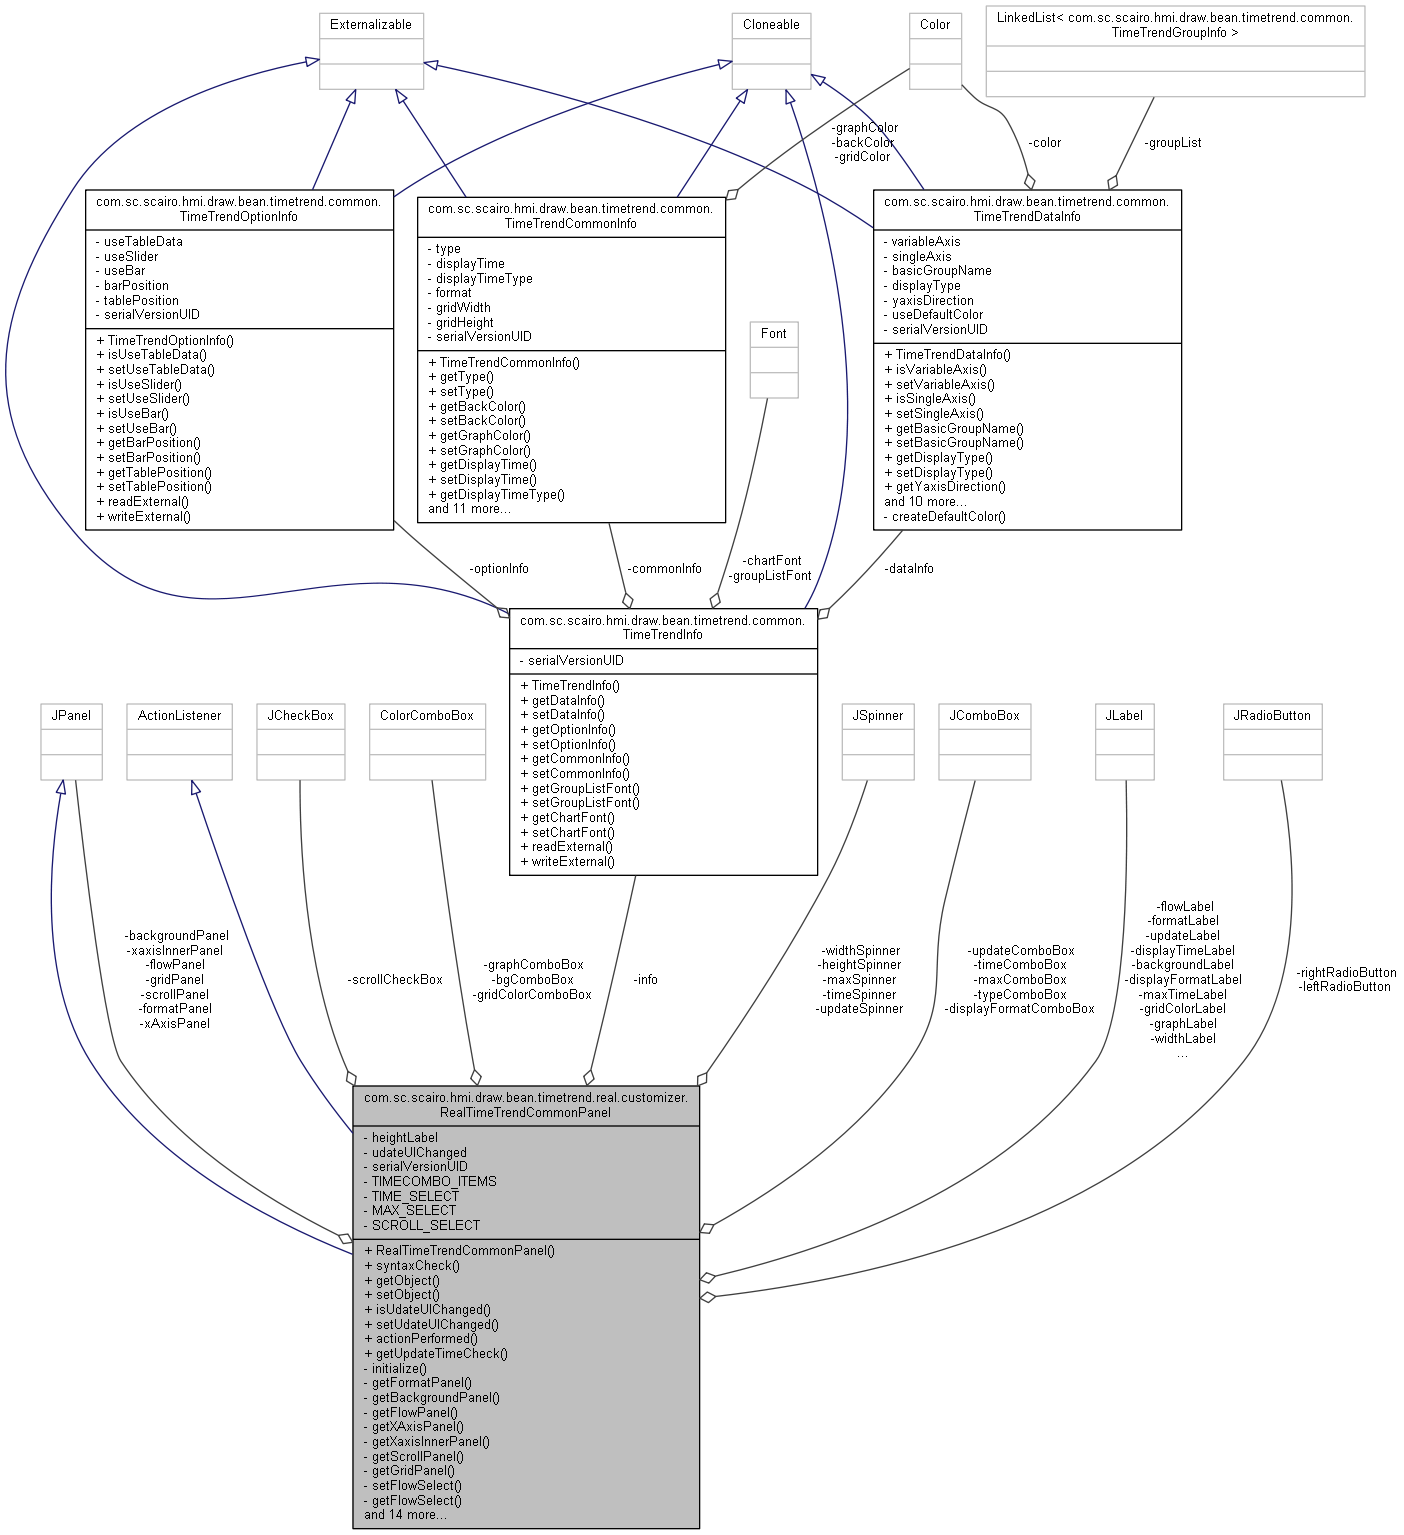 Externalizable
Cloneable
Color
LinkedList< com.sc.scairo.hmi.draw.bean.timetrend.common.
TimeTrendGroupInfo >
-graphColor
-backColor
-gridColor
-color
-groupList
com.sc.scairo.hmi.draw.bean.timetrend.common.
TimeTrendOptionInfo
- useTableData
- useSlider
- useBar
- barPosition
- tablePosition
- serialVersionUID
+ TimeTrendOptionInfo()
+ isUseTableData()
+ setUseTableData()
+ isUseSlider()
+ setUseSlider()
+ isUseBar()
+ setUseBar()
+ getBarPosition()
+ setBarPosition()
+ getTablePosition()
+ setTablePosition()
+ readExternal()
+ writeExternal()
com.sc.scairo.hmi.draw.bean.timetrend.common.
TimeTrendCommonInfo
- type
- displayTime
- displayTimeType
- format
- gridWidth
- gridHeight
- serialVersionUID
+ TimeTrendCommonInfo()
+ getType()
+ setType()
+ getBackColor()
+ setBackColor()
+ getGraphColor()
+ setGraphColor()
+ getDisplayTime()
+ setDisplayTime()
+ getDisplayTimeType()
and 11 more...
Font
com.sc.scairo.hmi.draw.bean.timetrend.common.
TimeTrendDataInfo
- variableAxis
- singleAxis
- basicGroupName
- displayType
- yaxisDirection
- useDefaultColor
- serialVersionUID
+ TimeTrendDataInfo()
+ isVariableAxis()
+ setVariableAxis()
+ isSingleAxis()
+ setSingleAxis()
+ getBasicGroupName()
+ setBasicGroupName()
+ getDisplayType()
+ setDisplayType()
+ getYaxisDirection()
and 10 more...
- createDefaultColor()
-optionInfo
-commonInfo
-chartFont
-groupListFont
-dataInfo
com.sc.scairo.hmi.draw.bean.timetrend.common.
TimeTrendInfo
- serialVersionUID
+ TimeTrendInfo()
+ getDataInfo()
+ setDataInfo()
+ getOptionInfo()
+ setOptionInfo()
+ getCommonInfo()
+ setCommonInfo()
+ getGroupListFont()
+ setGroupListFont()
+ getChartFont()
+ setChartFont()
+ readExternal()
+ writeExternal()
JPanel
ActionListener
JCheckBox
ColorComboBox
JSpinner
JComboBox
JLabel
JRadioButton
-backgroundPanel
-xaxisInnerPanel
-flowPanel
-gridPanel
-scrollPanel
-formatPanel
-xAxisPanel
-scrollCheckBox
-graphComboBox
-bgComboBox
-gridColorComboBox
-info
-widthSpinner
-heightSpinner
-maxSpinner
-timeSpinner
-updateSpinner
-updateComboBox
-timeComboBox
-maxComboBox
-typeComboBox
-displayFormatComboBox
-flowLabel
-formatLabel
-updateLabel
-displayTimeLabel
-backgroundLabel
-displayFormatLabel
-maxTimeLabel
-gridColorLabel
-graphLabel
-widthLabel
...
-rightRadioButton
-leftRadioButton
com.sc.scairo.hmi.draw.bean.timetrend.real.customizer.
RealTimeTrendCommonPanel
- heightLabel
- udateUIChanged
- serialVersionUID
- TIMECOMBO_ITEMS
- TIME_SELECT
- MAX_SELECT
- SCROLL_SELECT
+ RealTimeTrendCommonPanel()
+ syntaxCheck()
+ getObject()
+ setObject()
+ isUdateUIChanged()
+ setUdateUIChanged()
+ actionPerformed()
+ getUpdateTimeCheck()
- initialize()
- getFormatPanel()
- getBackgroundPanel()
- getFlowPanel()
- getXAxisPanel()
- getXaxisInnerPanel()
- getScrollPanel()
- getGridPanel()
- setFlowSelect()
- getFlowSelect()
and 14 more...